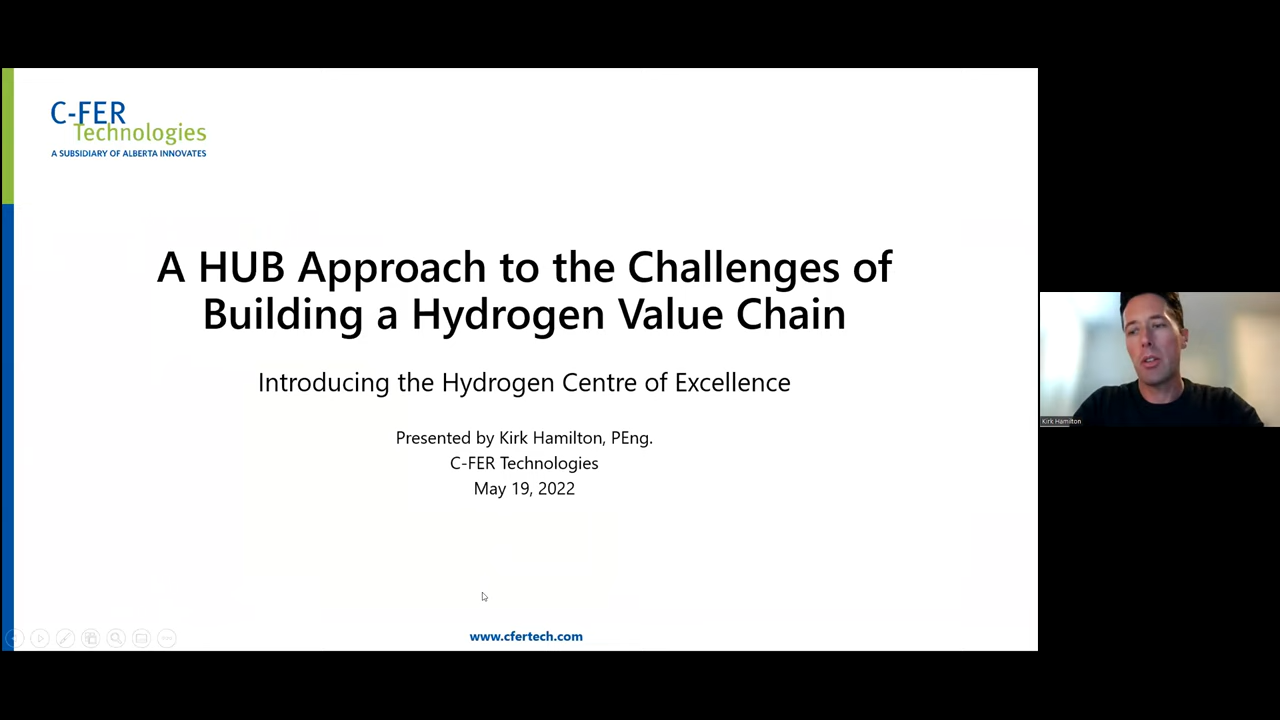 C-FER
Technologies
A SUBSIDIARY OF ALBERTA INNOVATES
A HUB Approach to the Challenges of
Building a Hydrogen Value Chain
Introducing the Hydrogen Centre of Excellence
Presented by Kirk Hamilton, PEng.
C-FER Technologies
May 19, 2022
www.cfertech.com
Kirk Hamilton